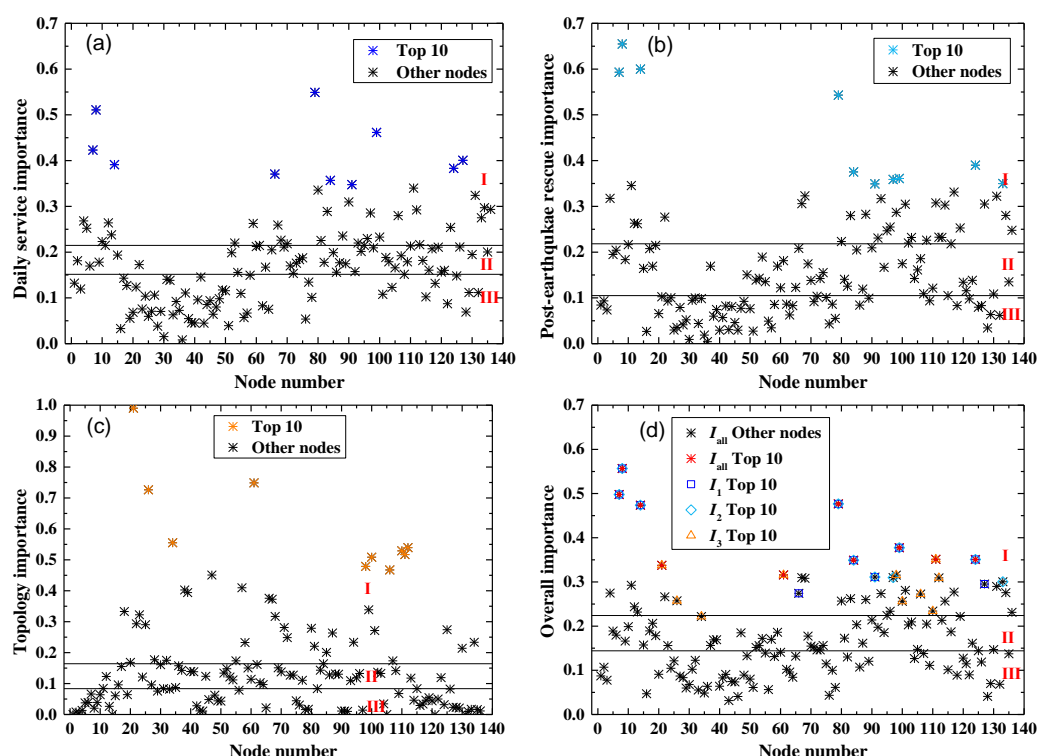 (a)
Top 10
Other nodes
Daily service importance
0.7
0.6
0.5
0.4
0.3
0.2
0.1
0.0
I
II
III
0 10 20 30 40 50 60 70 80 90 100 110 120 130 140
Node number
(b)
Top 10
Other nodes
Post-earthqukae rescue importance
0.7
0.6
0.5
0.4
0.3
0.2
0.1
0.0
I
II
III
0 10 20 30 40 50 60 70 80 90 100 110 120 130 140
Node number
(c)
Top 10
Other nodes
Topology importance
1.0
0.9
0.8
0.7
0.6
0.5
0.4
0.3
0.2
0.1
0.0
I
II
III
0 10 20 30 40 50 60 70 80 90 100 110 120 130 140
Node number
(d)
I_all Other nodes
I_all Top 10
I_1 Top 10
I_2 Top 10
I_3 Top 10
Overall importance
0.7
0.6
0.5
0.4
0.3
0.2
0.1
0.0
I
II
III
0 10 20 30 40 50 60 70 80 90 100 110 120 130 140
Node number